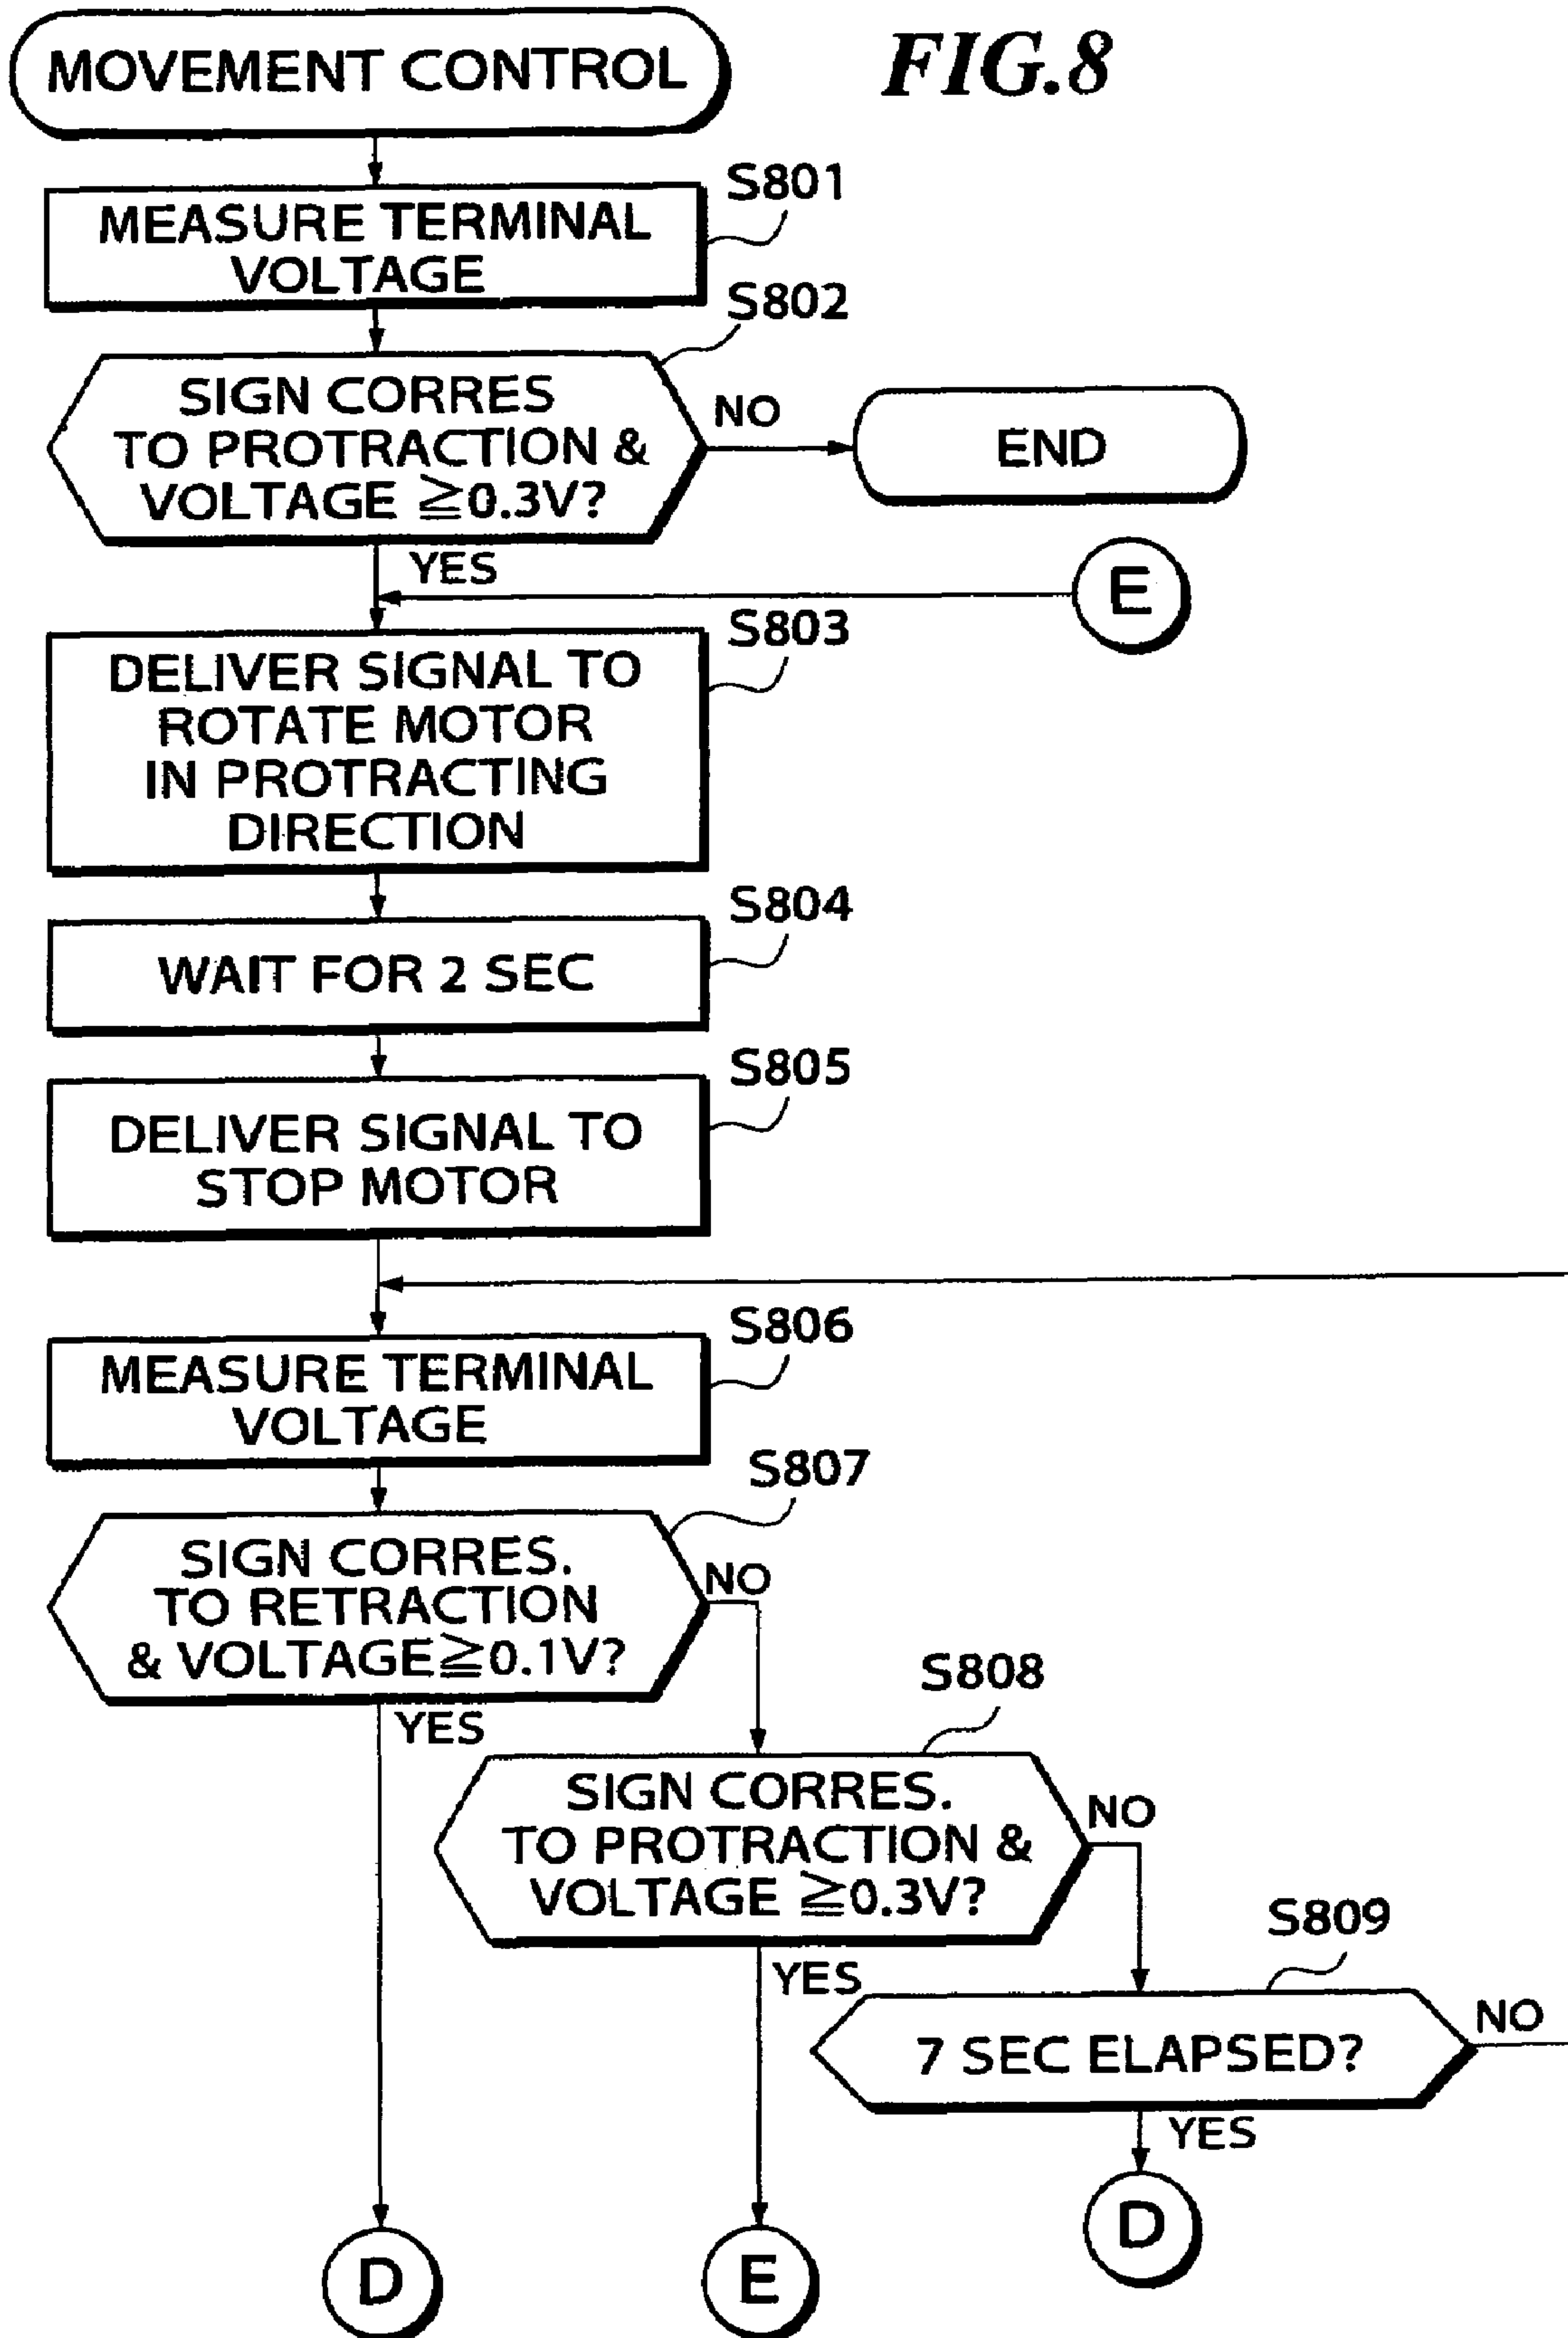 FIG.8
MOVEMENT CONTROL
S801
MEASURE TERMINAL
VOLTAGE
S802
SIGN CORRES
TO PROTRACTION &
VOLTAGE ≧0.3V?
NO
END
YES
E
S803
DELIVER SIGNAL TO
ROTATE MOTOR
IN PROTRACTING
DIRECTION
S804
WAIT FOR 2 SEC
S805
DELIVER SIGNAL TO
STOP MOTOR
S806
MEASURE TERMINAL
VOLTAGE
S807
SIGN CORRES.
TO RETRACTION
& VOLTAGE≧0.1V?
NO
YES
S808
SIGN CORRES.
TO PROTRACTION &
VOLTAGE ≧0.3V?
NO
YES
S809
7 SEC ELAPSED?
NO
YES
D
E
D